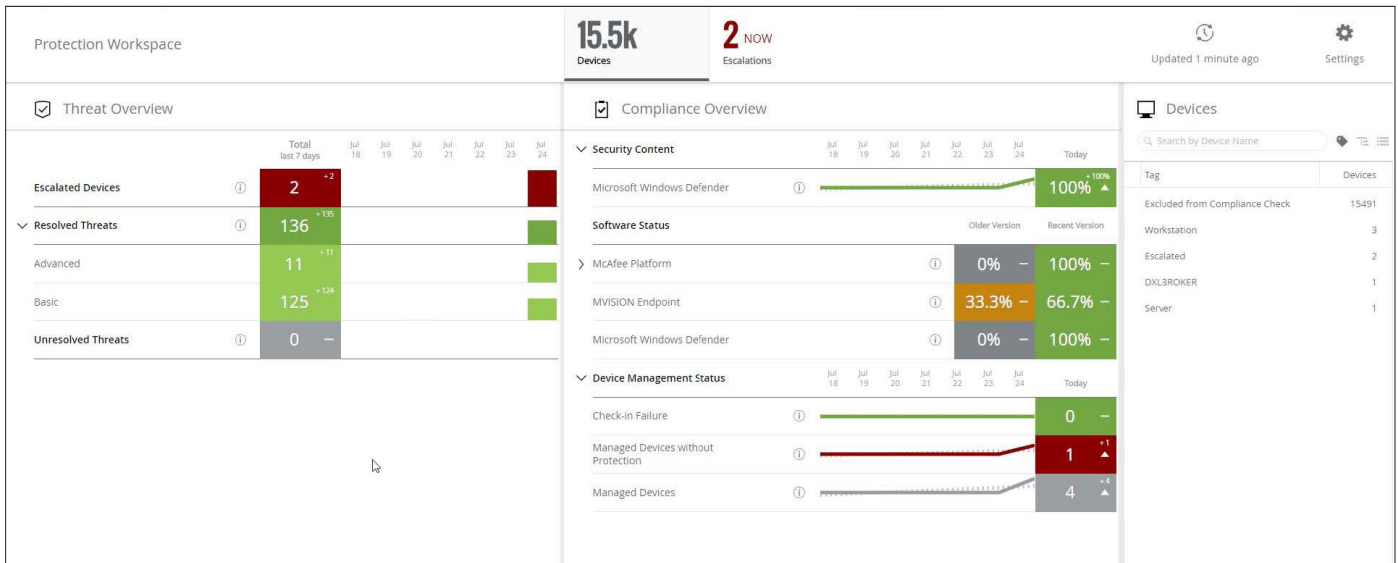 Protection Workspace
15.5k
Devices
2 NOW
Escalations
Updated 1 minute ago
Settings
Threat Overview
Total
last 7 days
Jul 18
Jul 19
Jul 20
Jul 21
Jul 22
Jul 23
Jul 24
Escalated Devices
2
+2
Resolved Threats
136
+135
Advanced
11
+11
Basic
125
+124
Unresolved Threats
0 –
Compliance Overview
Security Content
Jul 18
Jul 19
Jul 20
Jul 21
Jul 22
Jul 23
Jul 24
Today
Microsoft Windows Defender
100%
+100%
Software Status
Older Version
Recent Version
McAfee Platform
0% –
100% –
MVISION Endpoint
33.3% –
66.7% –
Microsoft Windows Defender
0% –
100% –
Device Management Status
Jul 18
Jul 19
Jul 20
Jul 21
Jul 22
Jul 23
Jul 24
Today
Check-in Failure
0 –
Managed Devices without
Protection
1
+1
Managed Devices
4
+4
Devices
Search by Device Name
Tag
Devices
Excluded from Compliance Check 15491
Workstation 3
Escalated 2
DXL3ROKER 1
Server 1